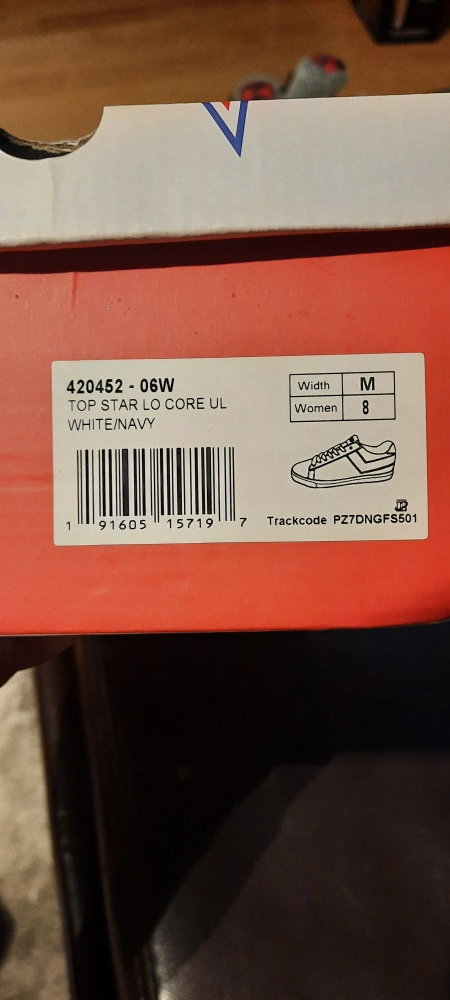 420452 - 06W
TOP STAR LO CORE UL
WHITE/NAVY
Width M
Women 8
1 91605 15719 7
Trackcode PZ7DNGFS501